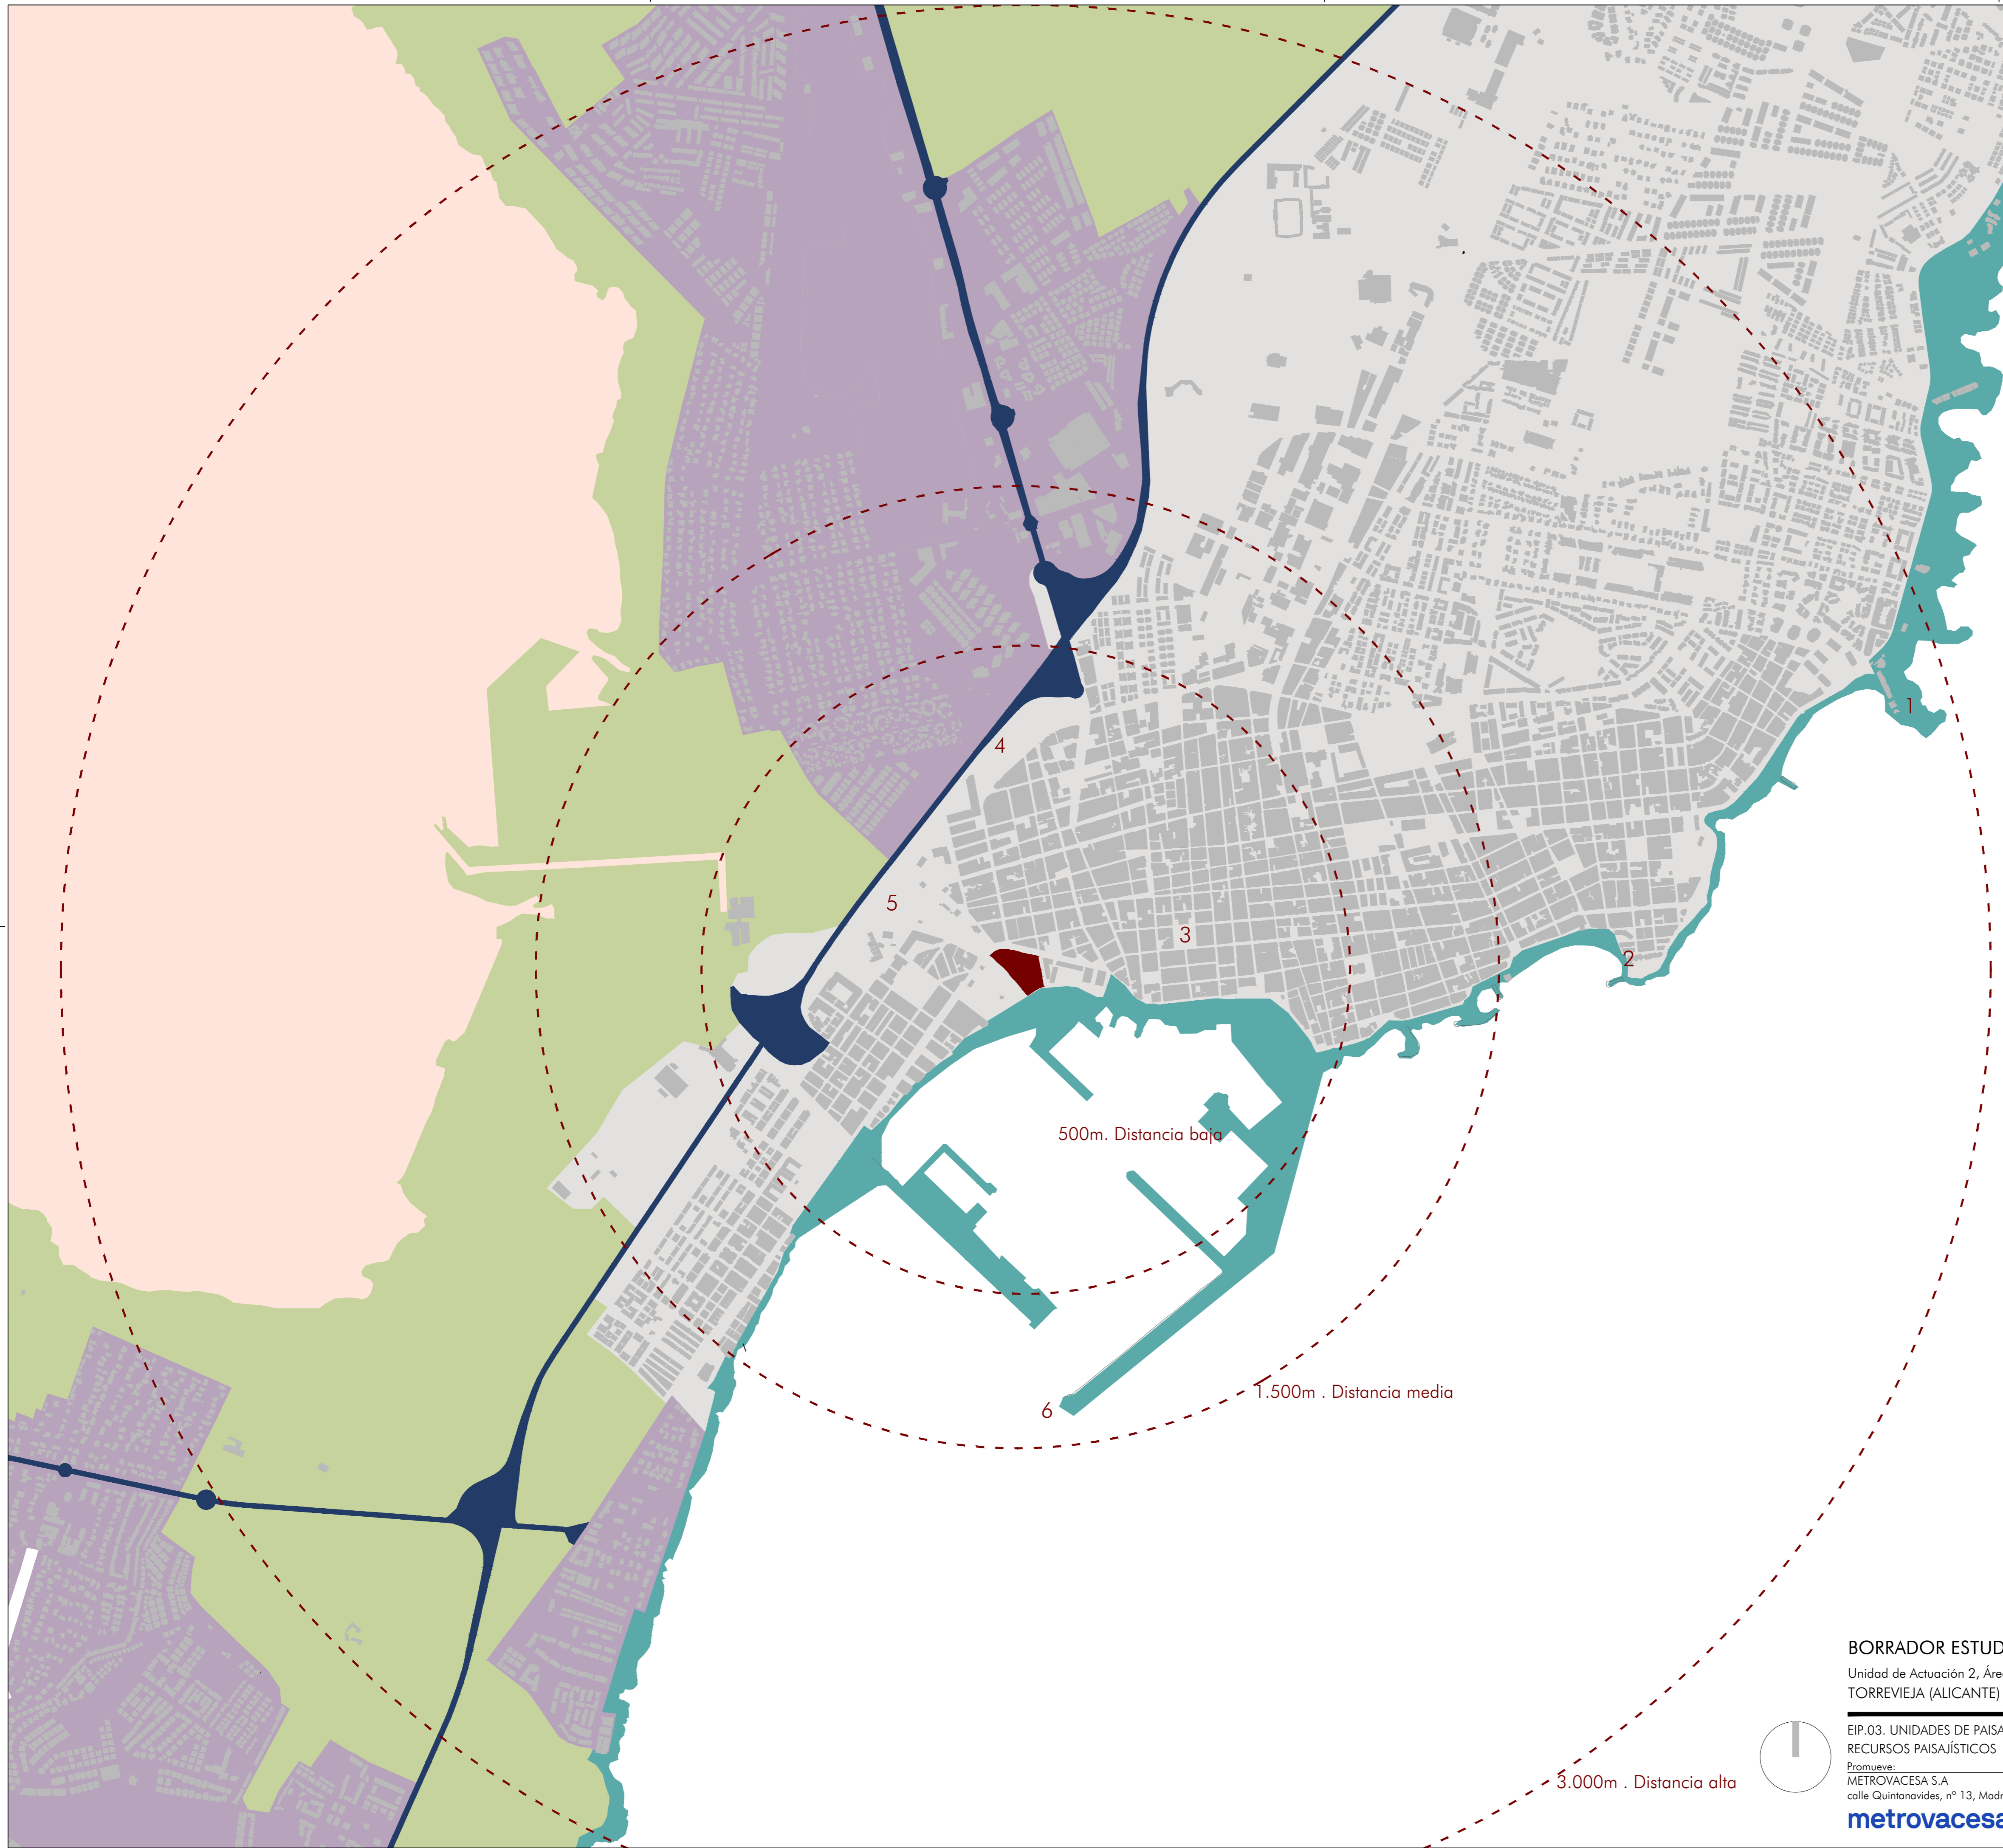 1
4
5
3
2
500m. Distancia baja
1.500m . Distancia media
6
3.000m . Distancia alta
BORRADOR ESTUD
Unidad de Actuación 2, Áre
TORREVIEJA (ALICANTE)
EIP.03. UNIDADES DE PAISA
RECURSOS PAISAJÍSTICOS
Promueve:
METROVACESA S.A
calle Quintanavides, nº 13, Madr
metrovacesa